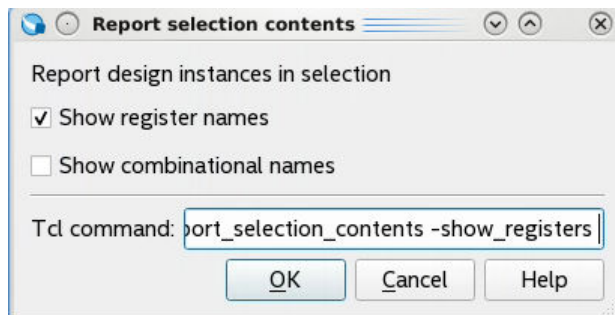 Report selection contents
Report design instances in selection
Show register names
Show combinational names
Tcl command: port_selection_contents -show_registers
OK Cancel Help